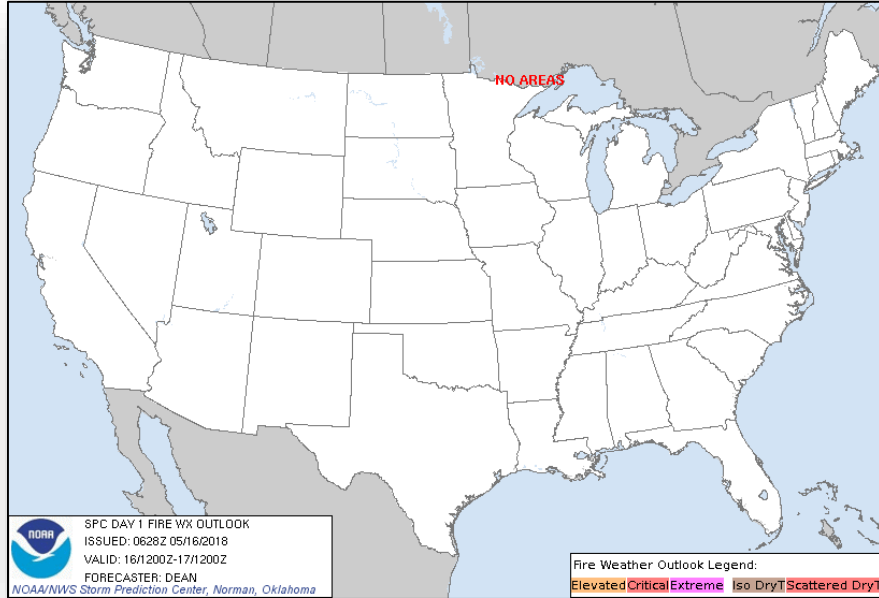 NO AREAS
NOAA
SPC DAY 1 FIRE WX OUTLOOK
ISSUED: 0628Z 05/16/2018
VALID: 16/1200Z-17/1200Z
FORECASTER: DEAN
NOAA/NWS Storm Prediction Center, Norman, Oklahoma
Fire Weather Outlook Legend:
Elevated Critical Extreme Iso DryT Scattered DryT